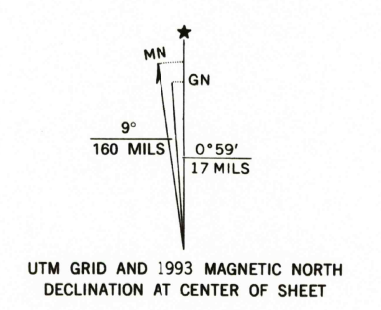 ★
MN
GN
9°
160 MILS
0°59′
17 MILS
UTM GRID AND 1993 MAGNETIC NORTH
DECLINATION AT CENTER OF SHEET